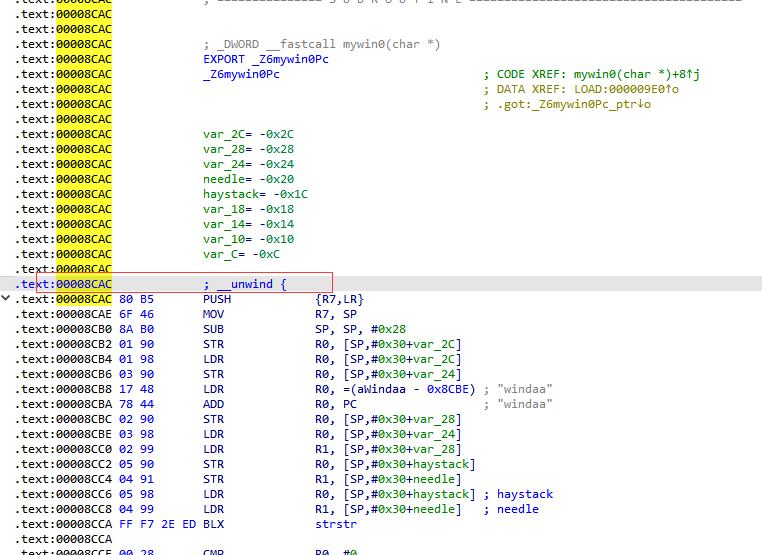 ; =============== S U B R O U T I N E =======================================
.text:00008CAC
.text:00008CAC
.text:00008CAC ; _DWORD __fastcall mywin0(char *)
.text:00008CAC EXPORT _Z6mywin0Pc
.text:00008CAC _Z6mywin0Pc ; CODE XREF: mywin0(char *)+8↑j
.text:00008CAC ; DATA XREF: LOAD:000009E0↑o
.text:00008CAC ; .got:_Z6mywin0Pc_ptr↓o
.text:00008CAC
.text:00008CAC var_2C= -0x2C
.text:00008CAC var_28= -0x28
.text:00008CAC var_24= -0x24
.text:00008CAC needle= -0x20
.text:00008CAC haystack= -0x1C
.text:00008CAC var_18= -0x18
.text:00008CAC var_14= -0x14
.text:00008CAC var_10= -0x10
.text:00008CAC var_C= -0xC
.text:00008CAC
.text:00008CAC ; __unwind {
.text:00008CAC 80 B5 PUSH {R7,LR}
.text:00008CAE 6F 46 MOV R7, SP
.text:00008CB0 8A B0 SUB SP, SP, #0x28
.text:00008CB2 01 90 STR R0, [SP,#0x30+var_2C]
.text:00008CB4 01 98 LDR R0, [SP,#0x30+var_2C]
.text:00008CB6 03 90 STR R0, [SP,#0x30+var_24]
.text:00008CB8 17 48 LDR R0, =(aWindaa - 0x8CBE) ; "windaa"
.text:00008CBA 78 44 ADD R0, PC ; "windaa"
.text:00008CBC 02 90 STR R0, [SP,#0x30+var_28]
.text:00008CBE 03 98 LDR R0, [SP,#0x30+var_24]
.text:00008CC0 02 99 LDR R1, [SP,#0x30+var_28]
.text:00008CC2 05 90 STR R0, [SP,#0x30+haystack]
.text:00008CC4 04 91 STR R1, [SP,#0x30+needle]
.text:00008CC6 05 98 LDR R0, [SP,#0x30+haystack] ; haystack
.text:00008CC8 04 99 LDR R1, [SP,#0x30+needle] ; needle
.text:00008CCA FF F7 2E ED BLX strstr
.text:00008CCA
.text:00008CCE 00 28 CMP R0, #0